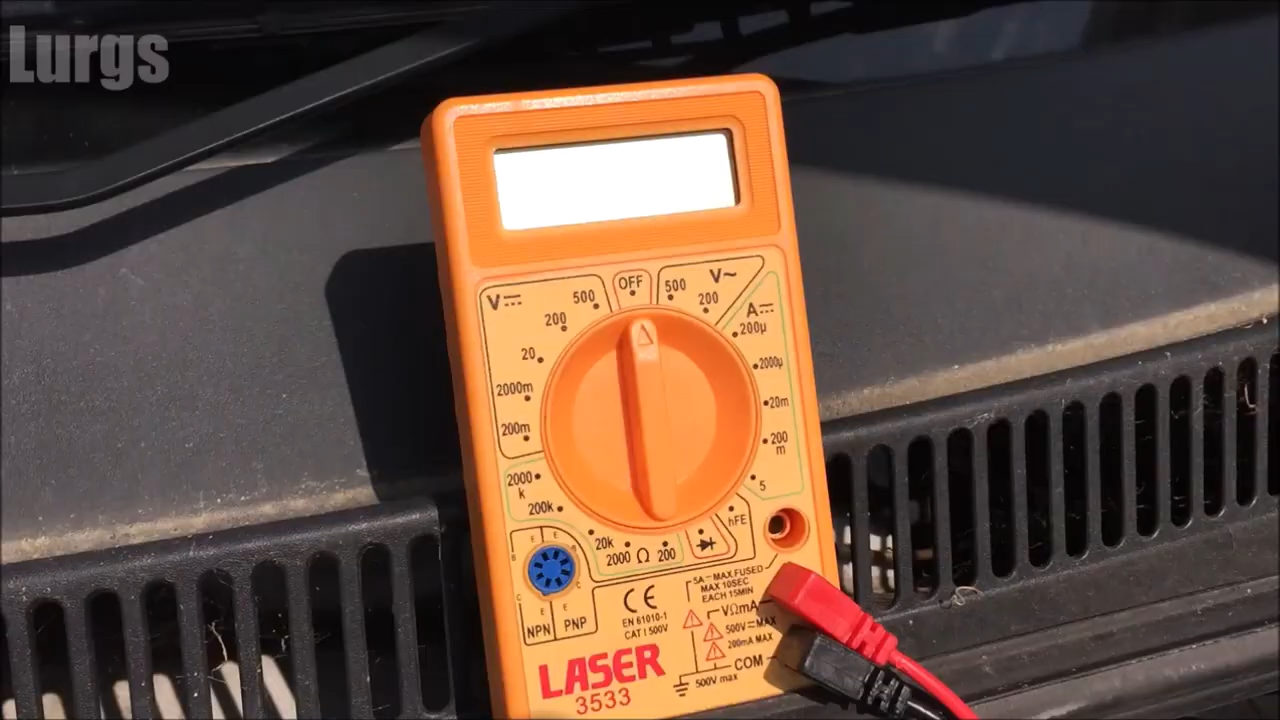 Lurgs
OFF
V⎓
500
200
20
2000m
200m
V~
500
200
A⎓
200µ
2000µ
20m
200
m
5
2000
k
200k
20k
2000 Ω 200
hFE
B
E
E
C
C
E
E
NPN
PNP
CE
EN 61010-1
CAT I 500V
5A⎓MAX FUSED
MAX 10SEC
EACH 15MIN
VΩmA
500V⎓MAX
200mA MAX
COM
500V max
LASER
3533